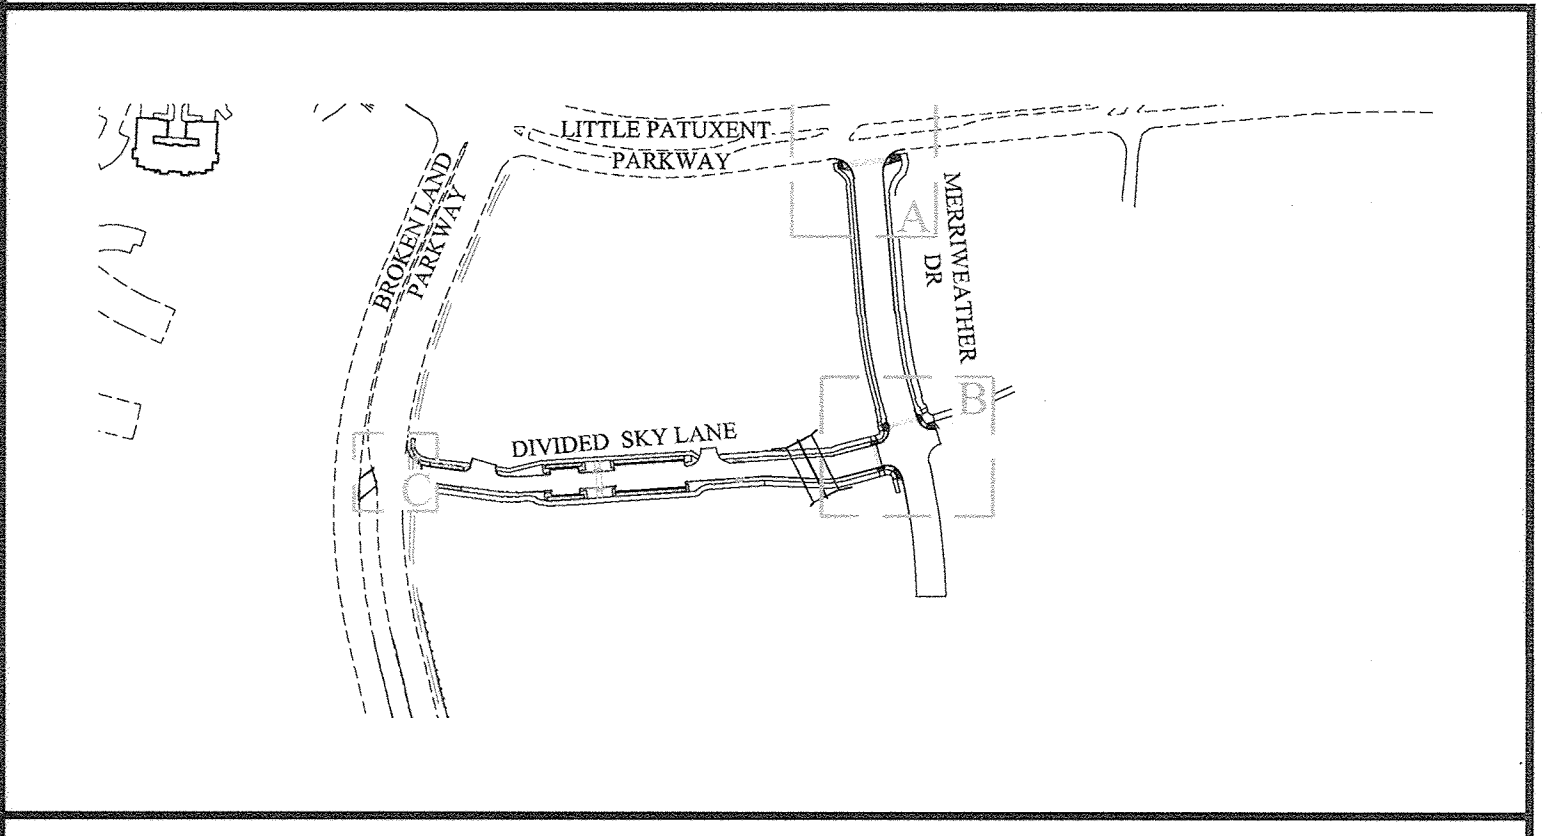 LITTLE PATUXENT
PARKWAY
BROKEN LAND
PARKWAY
MERRIWEATHER
DR
A
B
DIVIDED SKY LANE
C